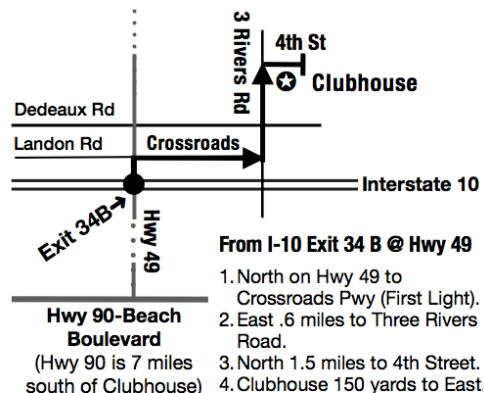 3 Rivers Rd
4th St
Clubhouse
Dedeaux Rd
Landon Rd
Crossroads
Interstate 10
Exit 34B
Hwy 49
From I-10 Exit 34 B @ Hwy 49
1. North on Hwy 49 to
Crossroads Pwy (First Light).
2. East .6 miles to Three Rivers
Road.
3. North 1.5 miles to 4th Street.
4. Clubhouse 150 yards to East.
Hwy 90-Beach
Boulevard
(Hwy 90 is 7 miles
south of Clubhouse)